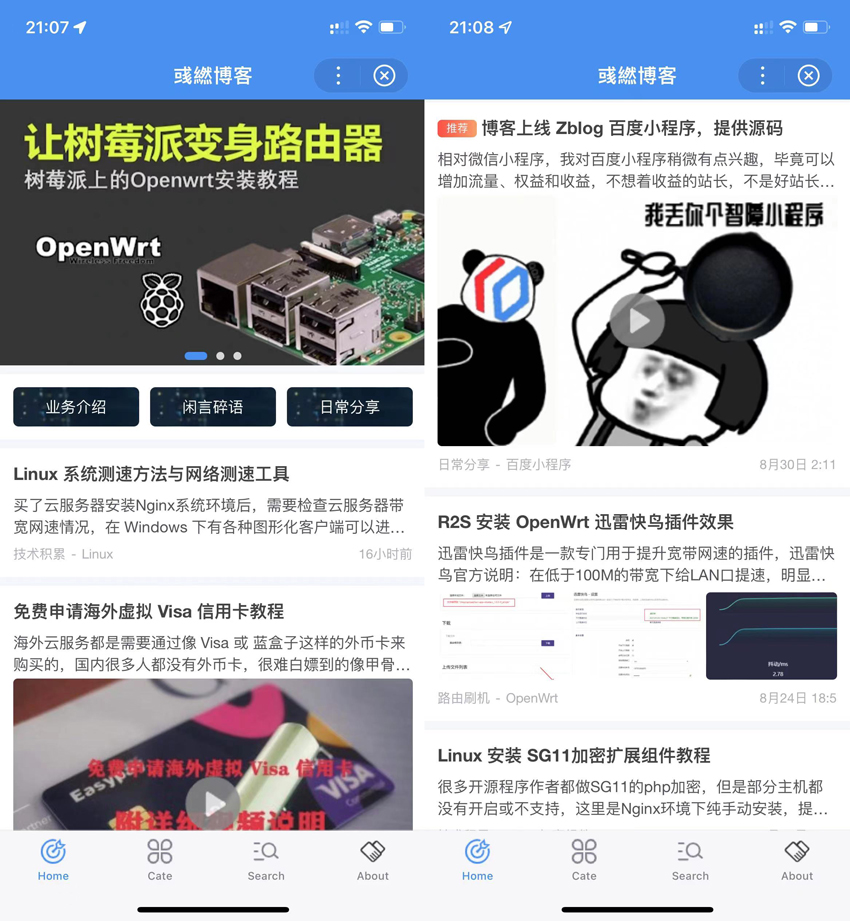 21:07
彧繎博客
让树莓派变身路由器
树莓派上的Openwrt安装教程
OpenWrt
Wireless Freedom
业务介绍
闲言碎语
日常分享
Linux 系统测速方法与网络测速工具
买了云服务器安装Nginx系统环境后，需要检查云服务器带
宽网速情况，在 Windows 下有各种图形化客户端可以进...
技术积累 - Linux
16小时前
免费申请海外虚拟 Visa 信用卡教程
海外云服务都是需要通过像 Visa 或 蓝盒子这样的外币卡来
购买的，国内很多人都没有外币卡，很难白嫖到的像甲骨...
免费申请海外虚拟 Visa 信用卡
VISA
附详细视频说明
Home
Cate
Search
About
21:08
彧繎博客
推荐 博客上线 Zblog 百度小程序，提供源码
相对微信小程序，我对百度小程序稍微有点兴趣，毕竟可以
增加流量、权益和收益，不想着收益的站长，不是好站长...
我丢你个智障小程序
日常分享 - 百度小程序
8月30日 2:11
R2S 安装 OpenWrt 迅雷快鸟插件效果
迅雷快鸟插件是一款专门用于提升宽带网速的插件，迅雷快
鸟官方说明：在低于100M的带宽下给LAN口提速，明显...
下载
上传文件列表
抖动/ms
2.78
路由刷机 - OpenWrt
8月24日 18:5
Linux 安装 SG11加密扩展组件教程
很多开源程序作者都做SG11的php加密，但是部分主机都
没有开启或不支持，这里是Nginx环境下纯手动安装，提...
Home
Cate
Search
About